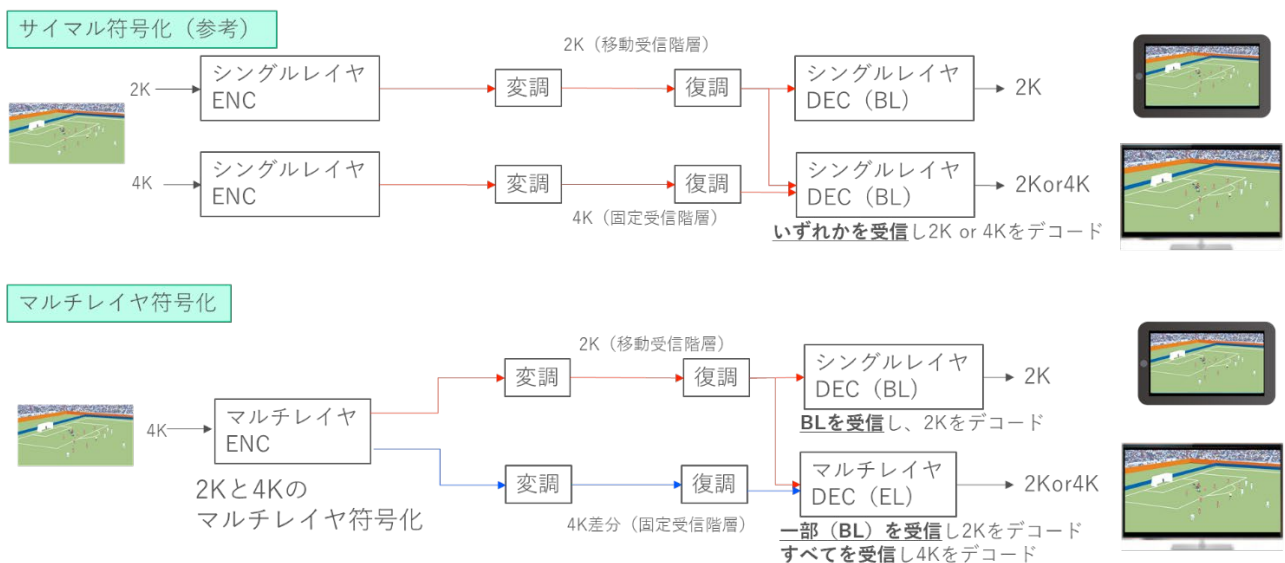 サイマル符号化（参考）
2K（移動受信階層）
2K
シングルレイヤ
ENC
変調
復調
シングルレイヤ
DEC（BL）
2K
4K
シングルレイヤ
ENC
変調
復調
シングルレイヤ
DEC（BL）
2Kor4K
4K（固定受信階層）
いずれかを受信し2K or 4Kをデコード
マルチレイヤ符号化
2K（移動受信階層）
変調
復調
シングルレイヤ
DEC（BL）
2K
BLを受信し、2Kをデコード
4K
マルチレイヤ
ENC
2Kと4Kの
マルチレイヤ符号化
変調
復調
マルチレイヤ
DEC（EL）
2Kor4K
4K差分（固定受信階層）
一部（BL）を受信し2Kをデコード
すべてを受信し4Kをデコード